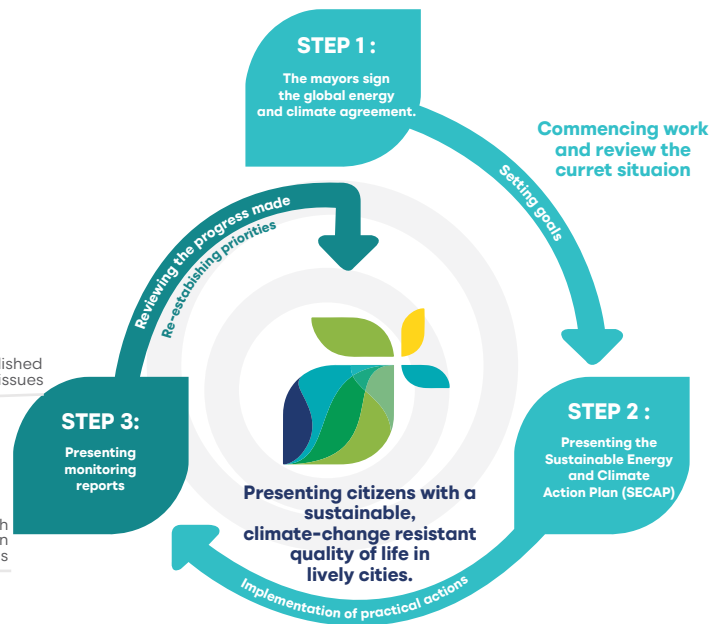 STEP 1 :
The mayors sign
the global energy
and climate agreement.
Commencing work
and review the
curret situaion
Setting goals
Reviewing the progress made
Re-estabishing priorities
lished
issues
STEP 3:
Presenting
monitoring
reports
STEP 2 :
Presenting the
Sustainable Energy
and Climate
Action Plan (SECAP)
Presenting citizens with a
sustainable,
climate-change resistant
quality of life in
lively cities.
h
n
s
Implementation of practical actions